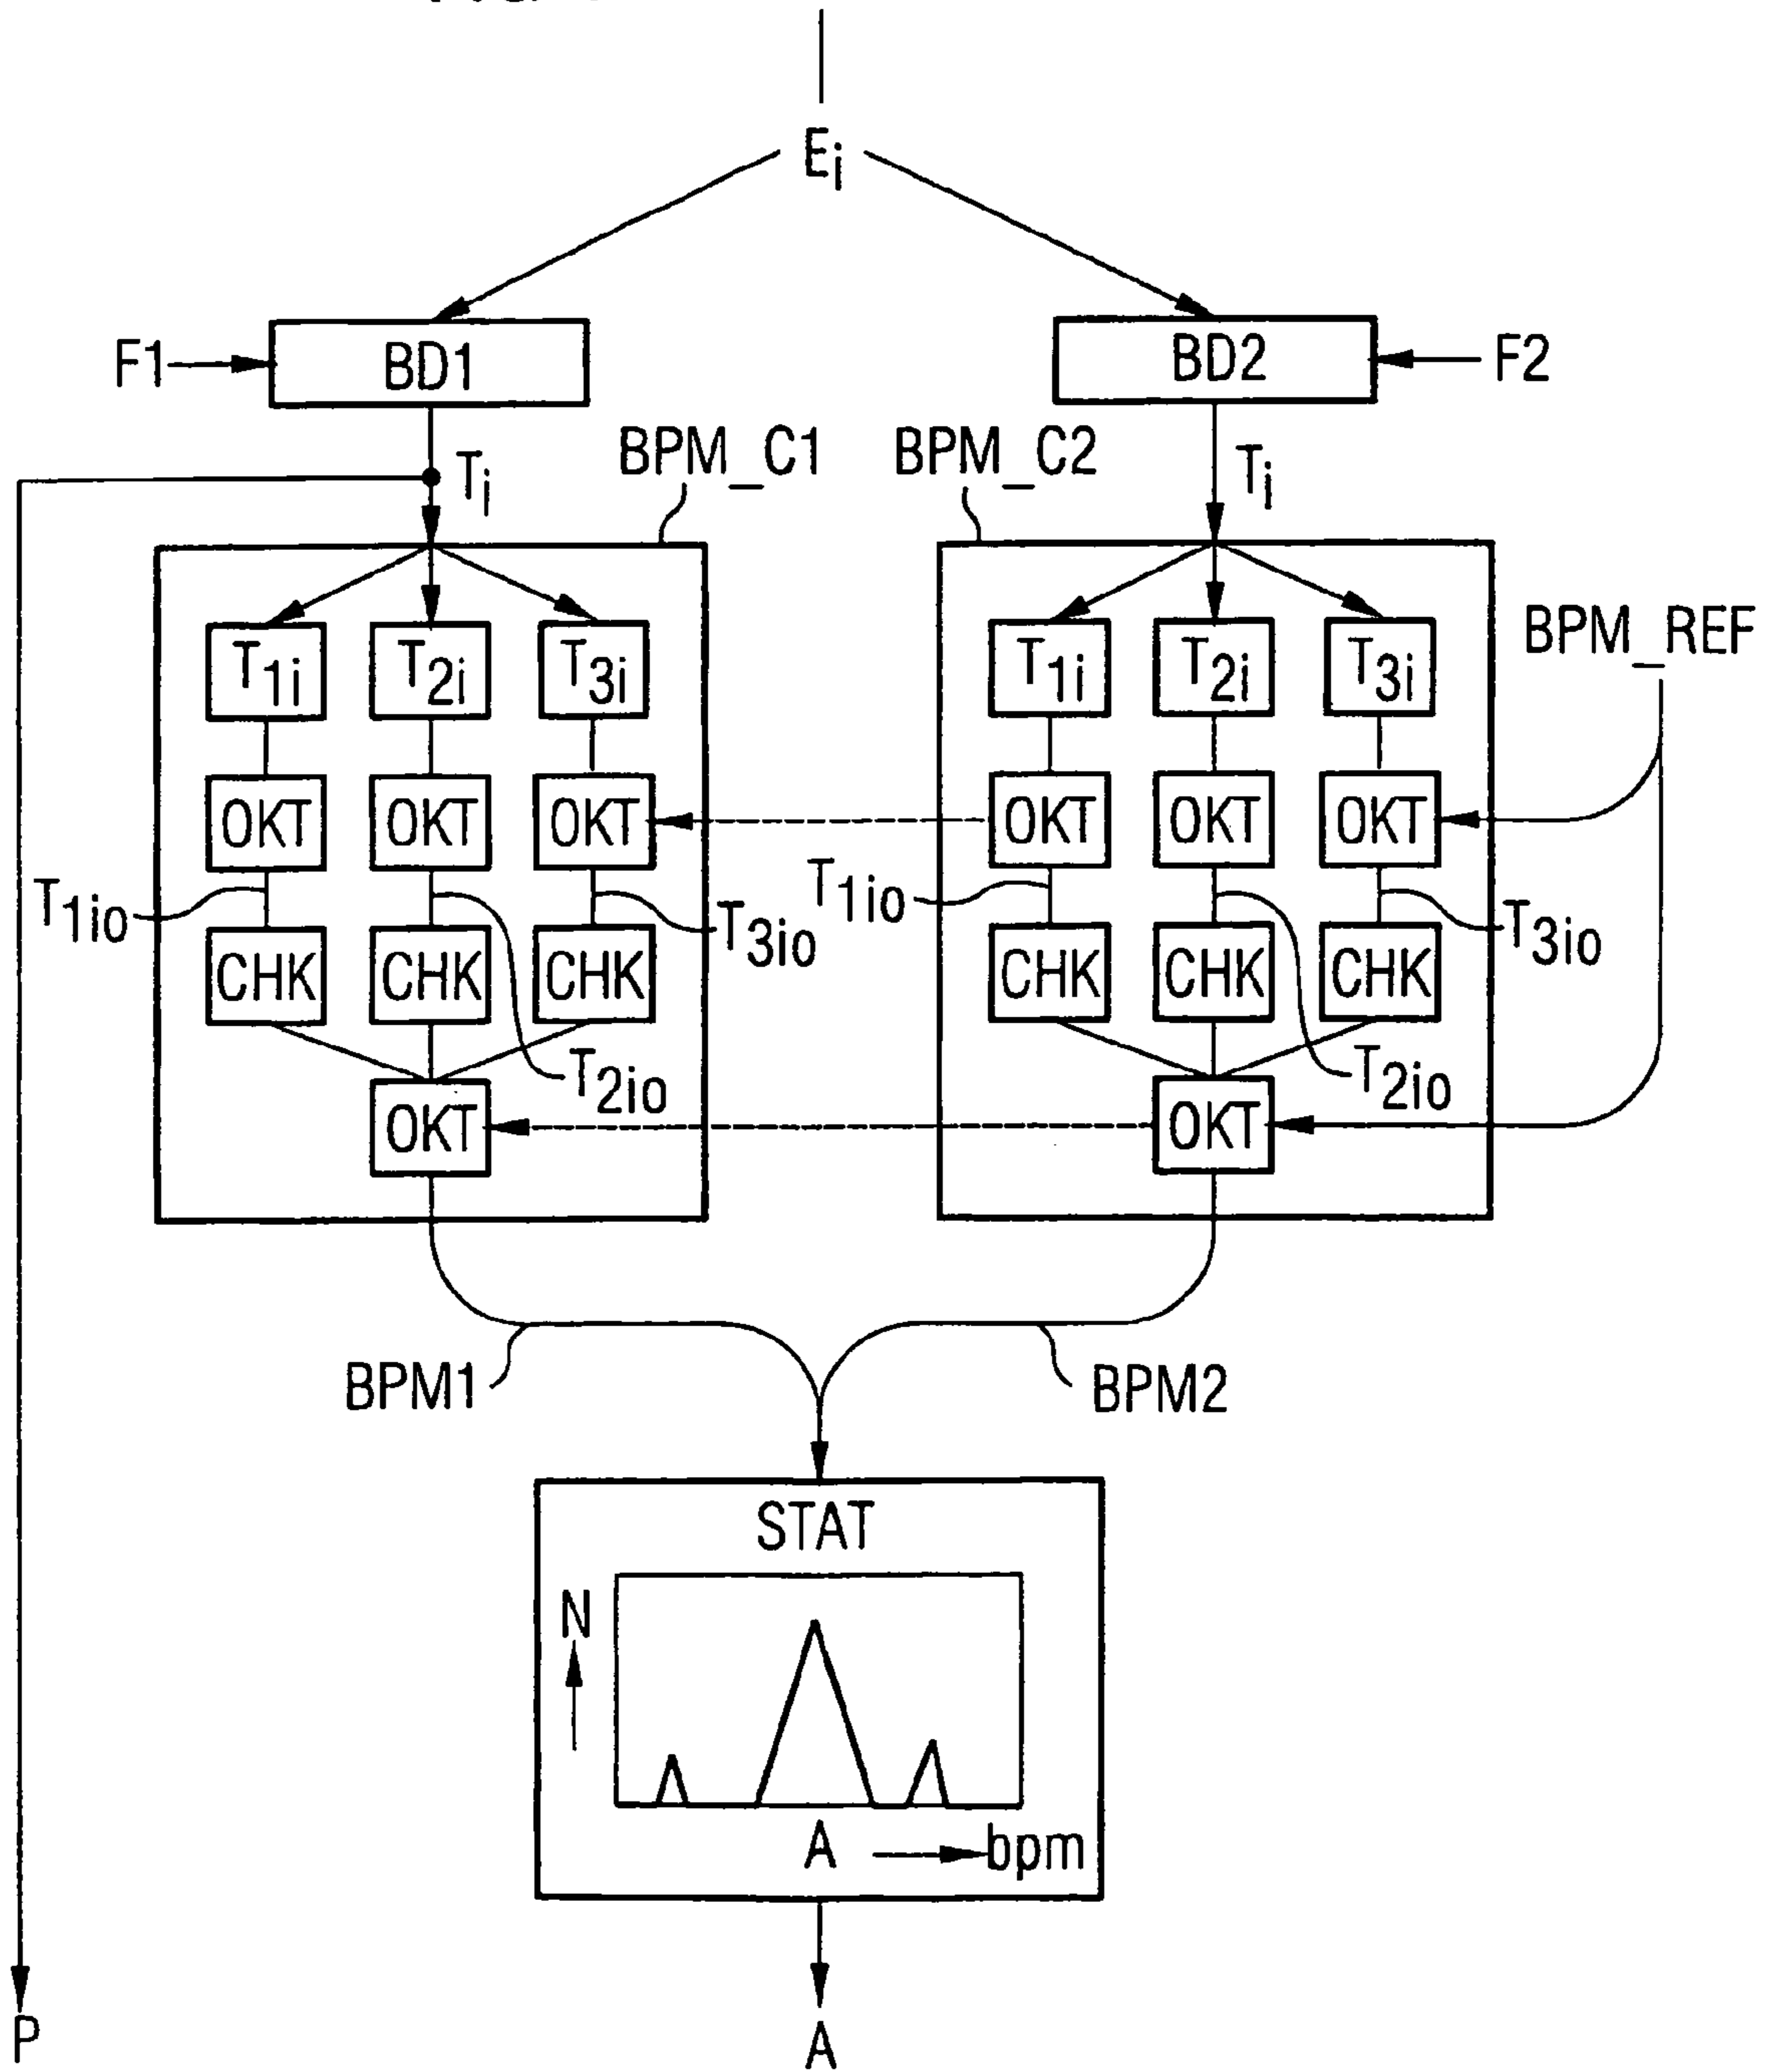 Ei
F1
BD1
BD2
F2
Ti
BPM_C1
BPM_C2
Ti
T1i
T2i
T3i
T1i
T2i
T3i
BPM_REF
OKT
OKT
OKT
OKT
OKT
OKT
T1io
T3io
T1io
T3io
CHK
CHK
CHK
CHK
CHK
CHK
T2io
T2io
OKT
OKT
BPM1
BPM2
STAT
N
A
bpm
P
A